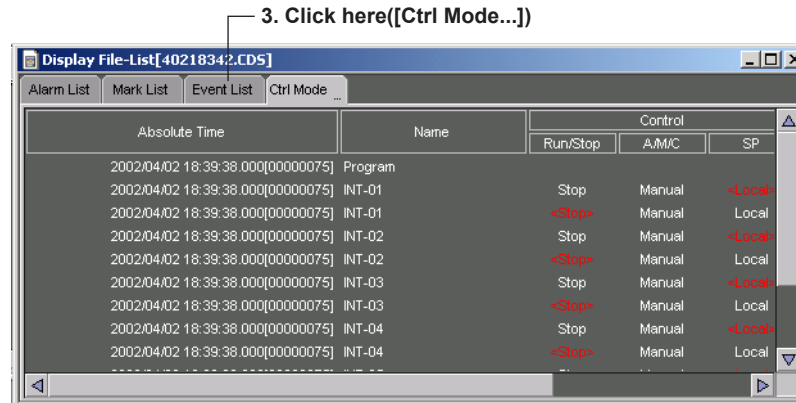 3. Click here([Ctrl Mode...])
Display File-List[40218342.CDS]
Alarm List Mark List Event List Ctrl Mode ...
Absolute Time Name Control
Run/Stop A/M/C SP
2002/04/02 18:39:38.000[00000075] Program
2002/04/02 18:39:38.000[00000075] INT-01 Stop Manual <Local>
2002/04/02 18:39:38.000[00000075] INT-01 <Stop> Manual Local
2002/04/02 18:39:38.000[00000075] INT-02 Stop Manual <Local>
2002/04/02 18:39:38.000[00000075] INT-02 <Stop> Manual Local
2002/04/02 18:39:38.000[00000075] INT-03 Stop Manual <Local>
2002/04/02 18:39:38.000[00000075] INT-03 <Stop> Manual Local
2002/04/02 18:39:38.000[00000075] INT-04 Stop Manual <Local>
2002/04/02 18:39:38.000[00000075] INT-04 <Stop> Manual Local